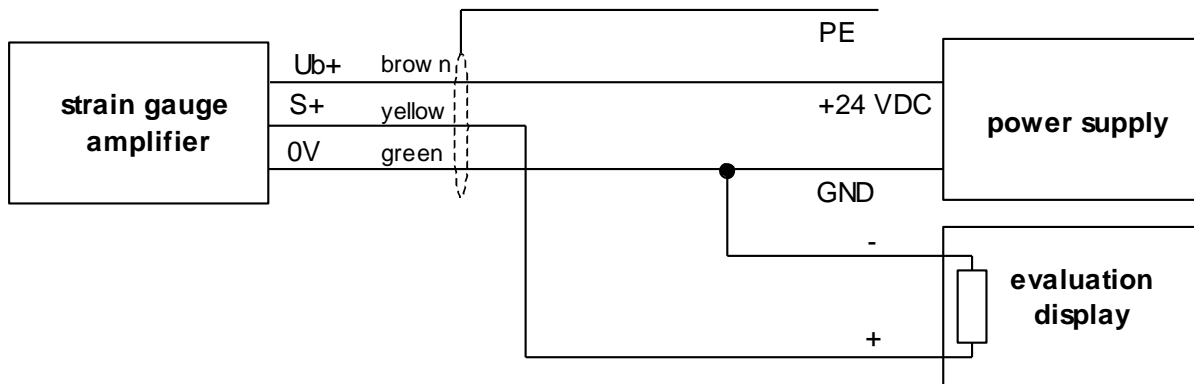 PE
Ub+ brow n
strain gauge
amplifier
S+ yellow
+24 VDC
power supply
0V green
GND
-
evaluation
display
+